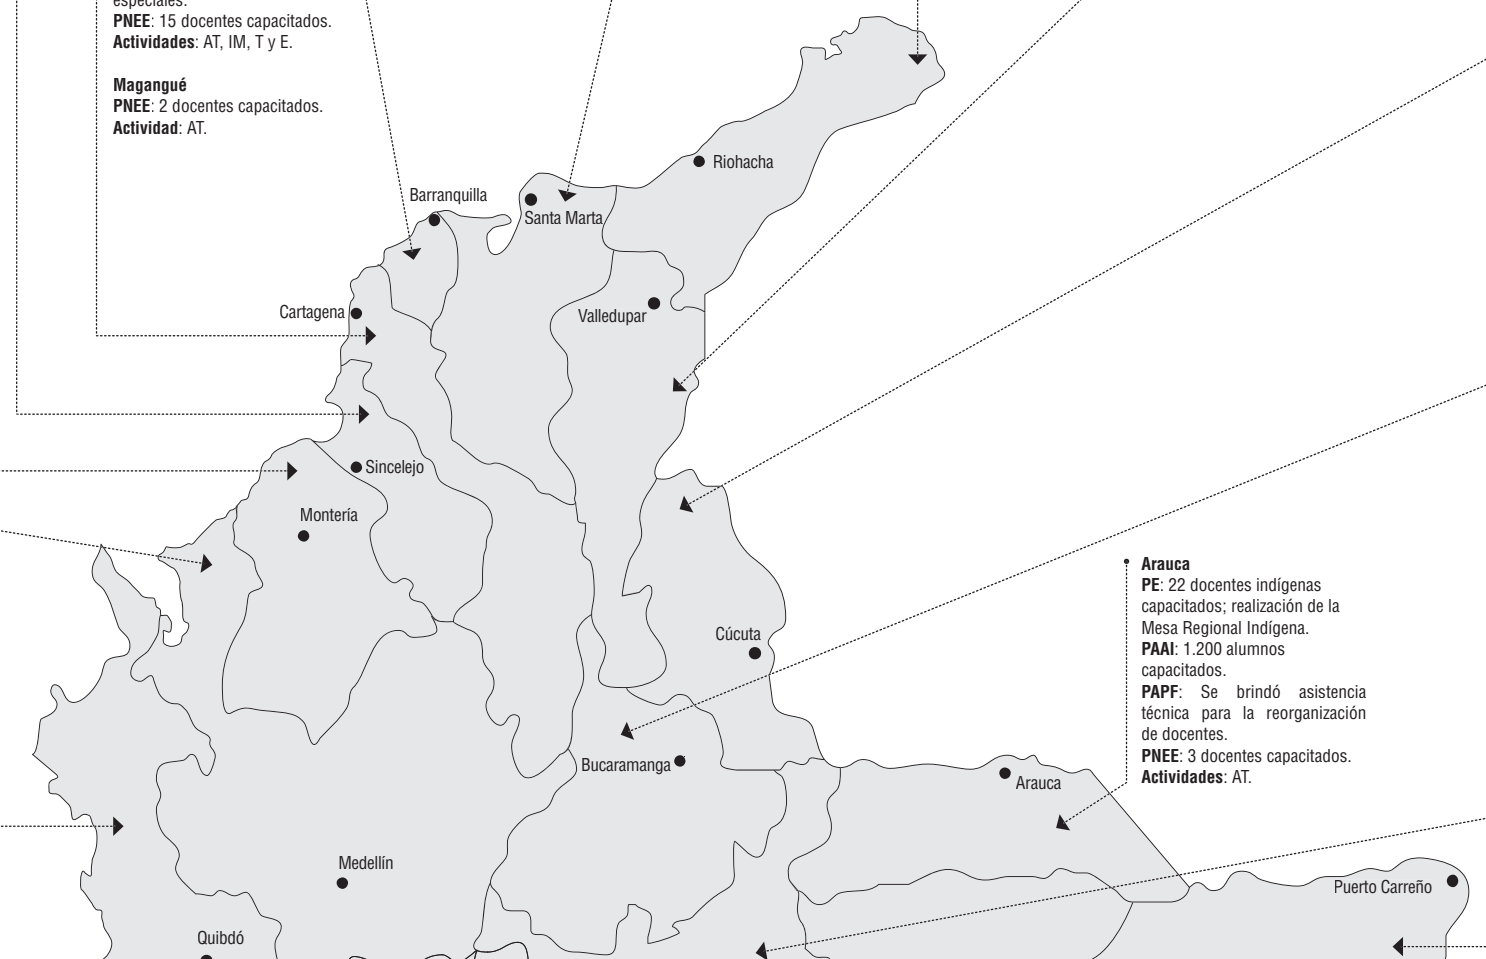 especiales.
PNEE: 15 docentes capacitados.
Actividades: AT, IM, T y E.
Magangué
PNEE: 2 docentes capacitados.
Actividad: AT.
Riohacha
Barranquilla
Santa Marta
Cartagena
Valledupar
Sincelejo
Montería
Cúcuta
Arauca
PE: 22 docentes indígenas
capacitados; realización de la
Mesa Regional Indígena.
PAAI: 1.200 alumnos
capacitados.
PAPF: Se brindó asistencia
técnica para la reorganización
de docentes.
PNEE: 3 docentes capacitados.
Actividades: AT.
Bucaramanga
Arauca
Medellín
Puerto Carreño
Quibdó